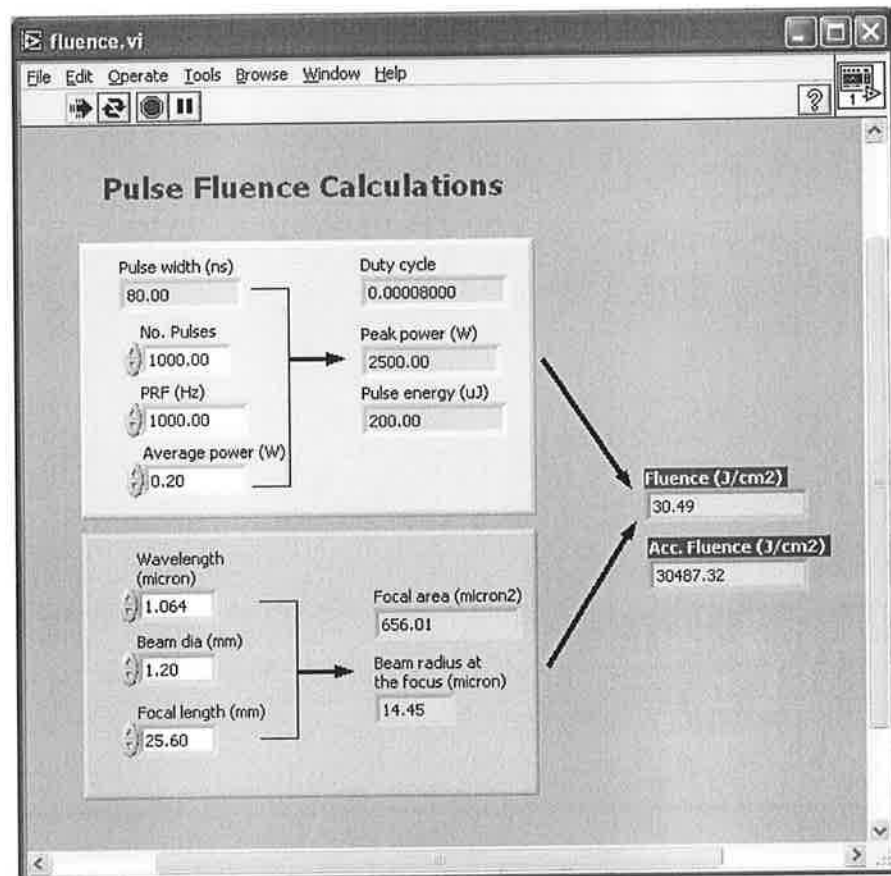 fluence.vi
File Edit Operate Tools Browse Window Help
?
1
Pulse Fluence Calculations
Pulse width (ns)
80.00
No. Pulses
1000.00
PRF (Hz)
1000.00
Average power (W)
0.20
Duty cycle
0.00008000
Peak power (W)
2500.00
Pulse energy (uJ)
200.00
Fluence (J/cm2)
30.49
Acc. Fluence (J/cm2)
30487.32
Wavelength
(micron)
1.064
Beam dia (mm)
1.20
Focal length (mm)
25.60
Focal area (micron2)
656.01
Beam radius at
the focus (micron)
14.45